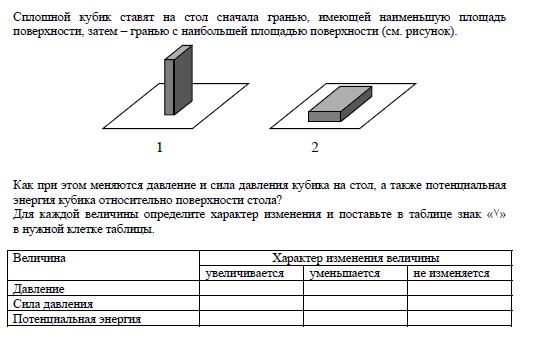 Сплошной кубик ставят на стол сначала гранью, имеющей наименьшую площадь
поверхности, затем – гранью с наибольшей площадью поверхности (см. рисунок).
1 2
Как при этом меняются давление и сила давления кубика на стол, а также потенциальная
энергия кубика относительно поверхности стола?
Для каждой величины определите характер изменения и поставьте в таблице знак «V»
в нужной клетке таблицы.
Величина Характер изменения величины
увеличивается уменьшается не изменяется
Давление
Сила давления
Потенциальная энергия